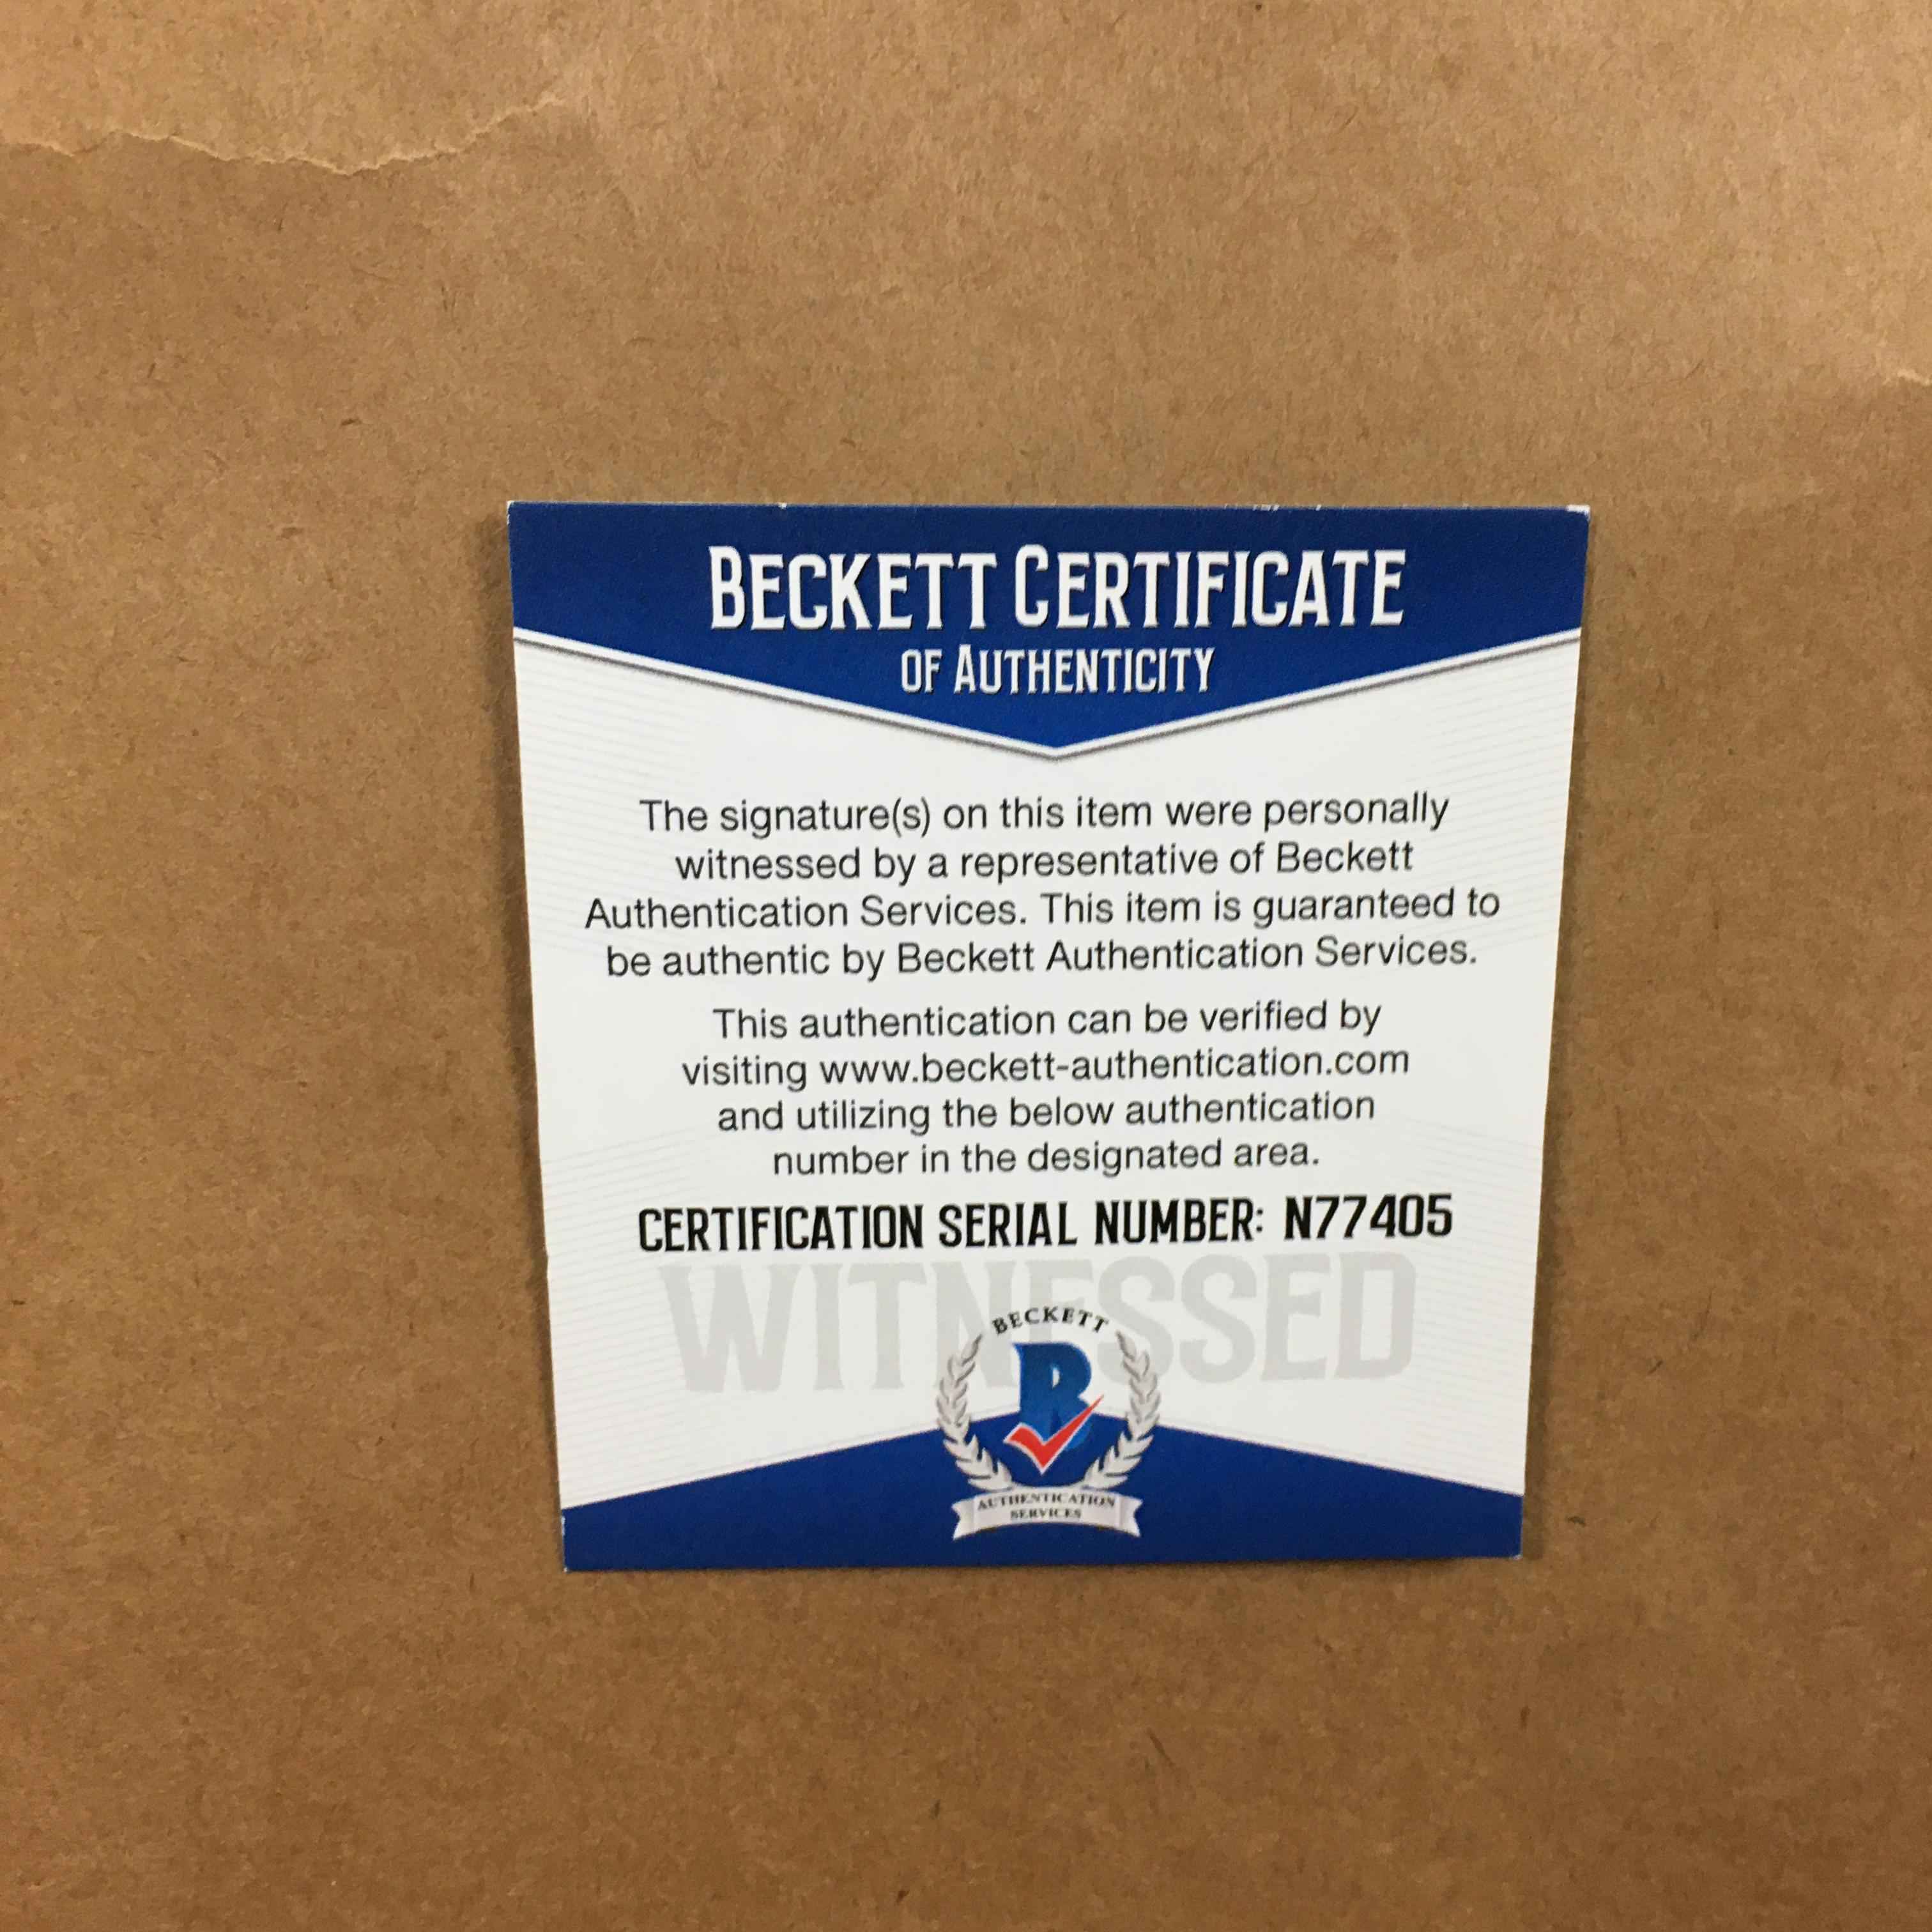 BECKETT CERTIFICATE
OF AUTHENTICITY
The signature(s) on this item were personally
witnessed by a representative of Beckett
Authentication Services. This item is guaranteed to
be authentic by Beckett Authentication Services.
This authentication can be verified by
visiting www.beckett-authentication.com
and utilizing the below authentication
number in the designated area.
CERTIFICATION SERIAL NUMBER: N77405
WITNESSED
BECKETT
B
AUTHENTICATION
SERVICES